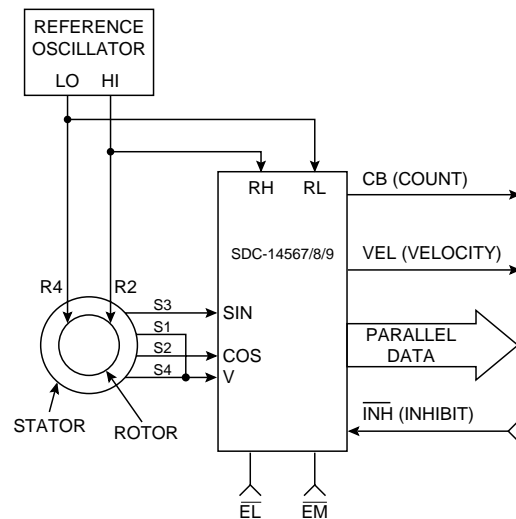 REFERENCE
OSCILLATOR
LO HI
RH RL
CB (COUNT)
SDC-14567/8/9
VEL (VELOCITY)
R4 R2
S3
SIN
S1
PARALLEL
DATA
S2
COS
S4
V
STATOR
ROTOR
INH (INHIBIT)
EL EM